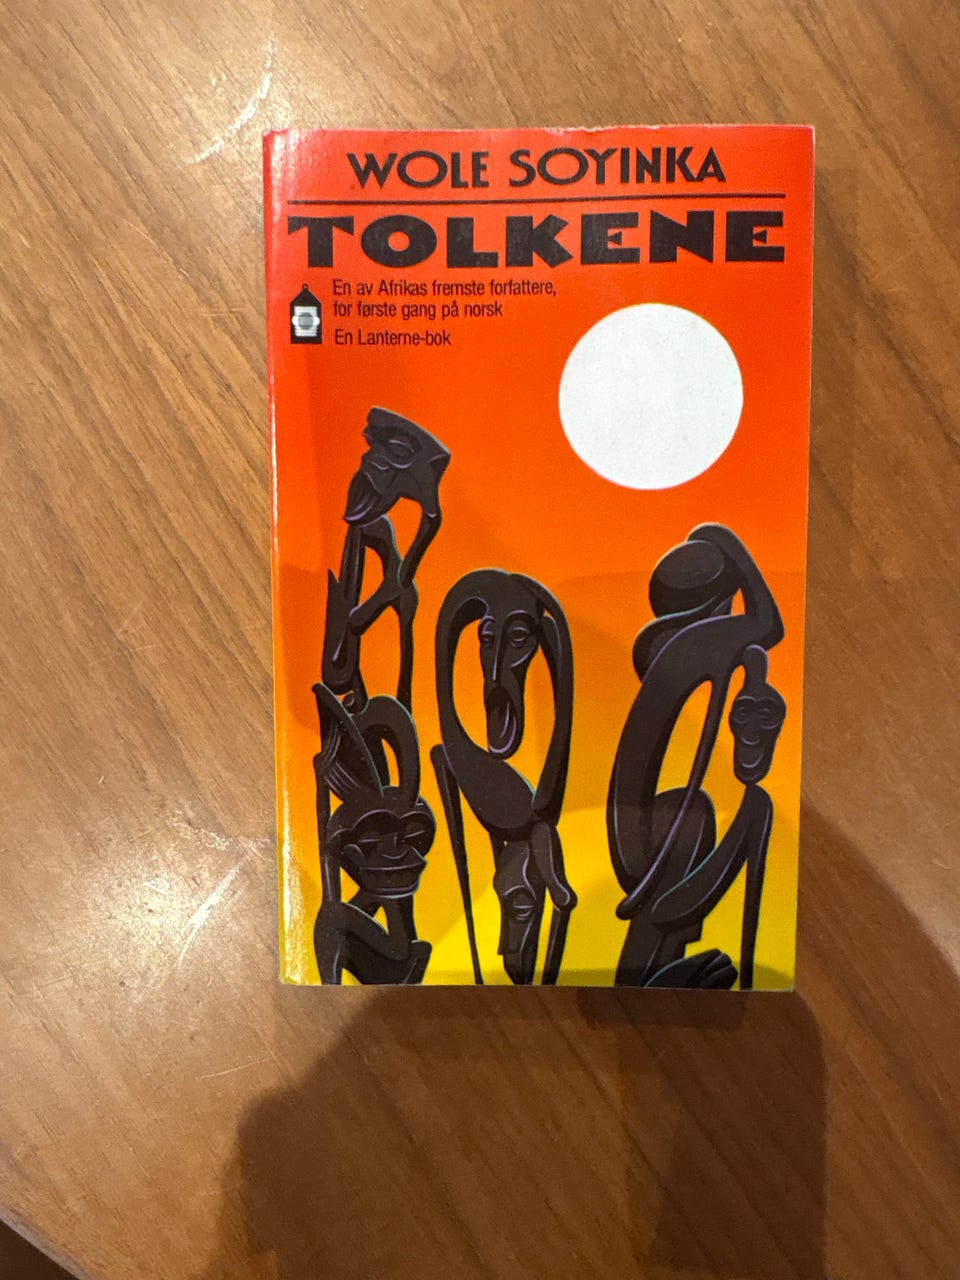 WOLE SOYINKA
TOLKENE
En av Afrikas fremste forfattere,
for første gang på norsk
En Lanterne-bok